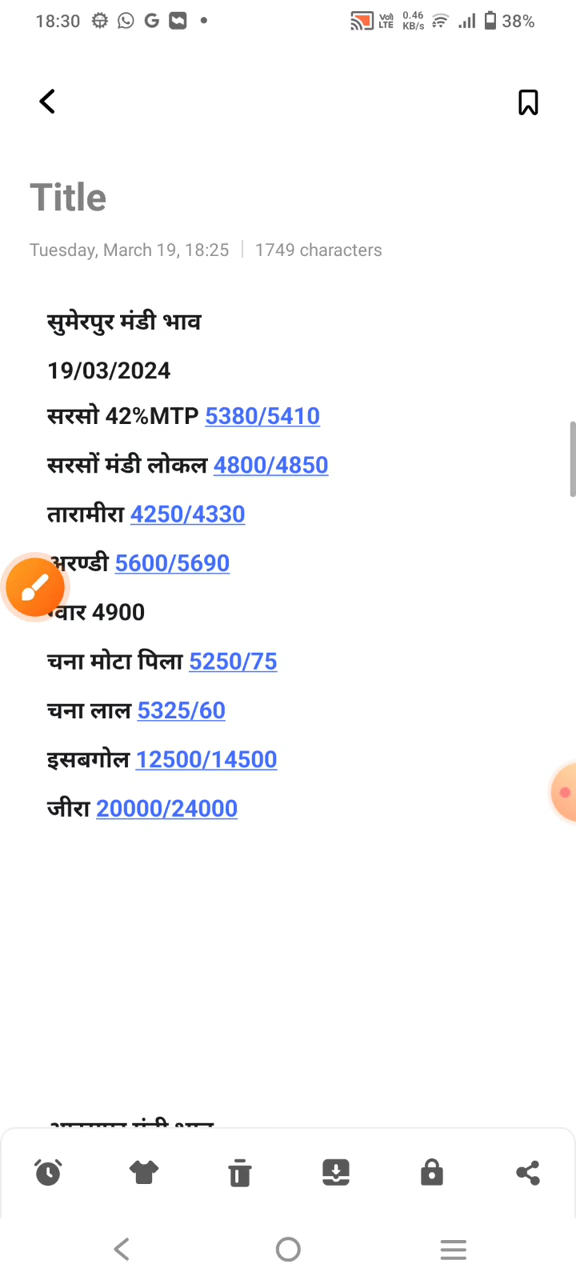 18:30 0.46 KB/s VoLTE 38%
Title
Tuesday, March 19, 18:25 | 1749 characters
सुमेरपुर मंडी भाव
19/03/2024
सरसो 42%MTP 5380/5410
सरसों मंडी लोकल 4800/4850
तारामीरा 4250/4330
अरण्डी 5600/5690
4900
चना मोटा पिला 5250/75
चना लाल 5325/60
इसबगोल 12500/14500
जीरा 20000/24000